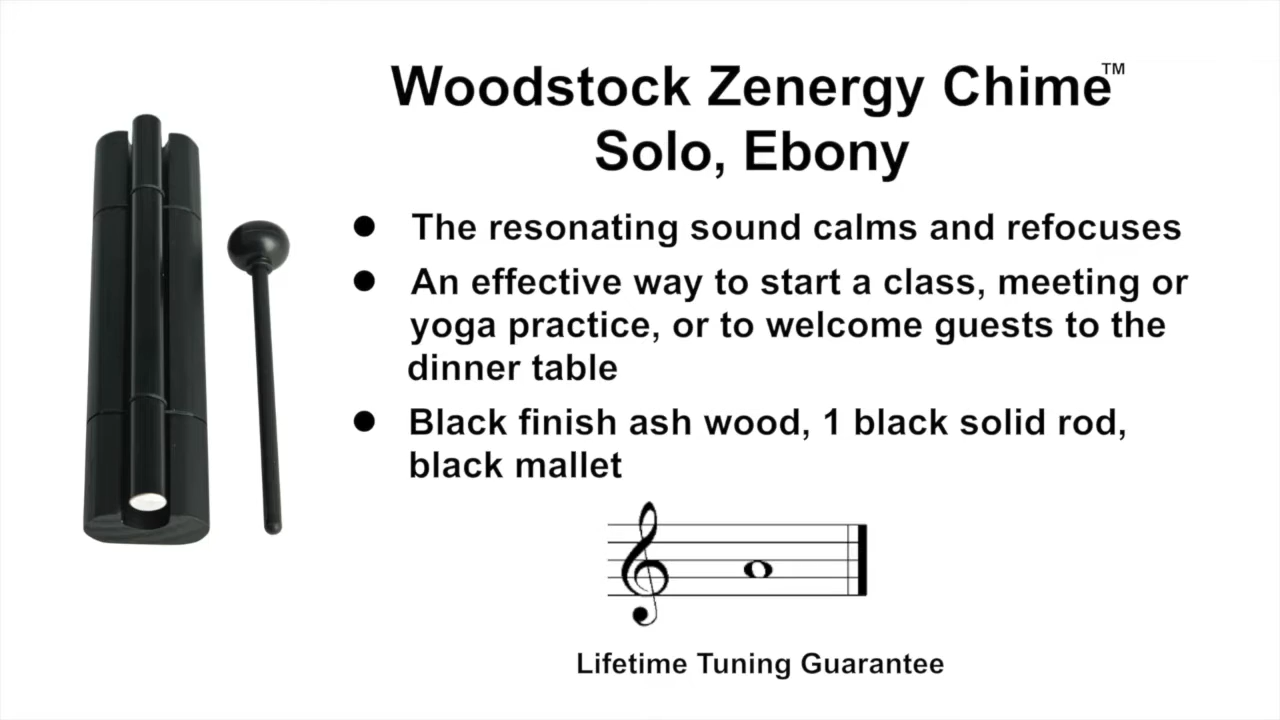 Woodstock Zenergy Chime™
Solo, Ebony
● The resonating sound calms and refocuses
● An effective way to start a class, meeting or
yoga practice, or to welcome guests to the
dinner table
● Black finish ash wood, 1 black solid rod,
black mallet
Lifetime Tuning Guarantee